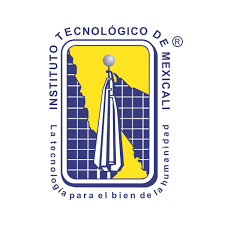 INSTITUTO TECNOLÓGICO DE MEXICALI
®
La tecnología para el bien de la humanidad